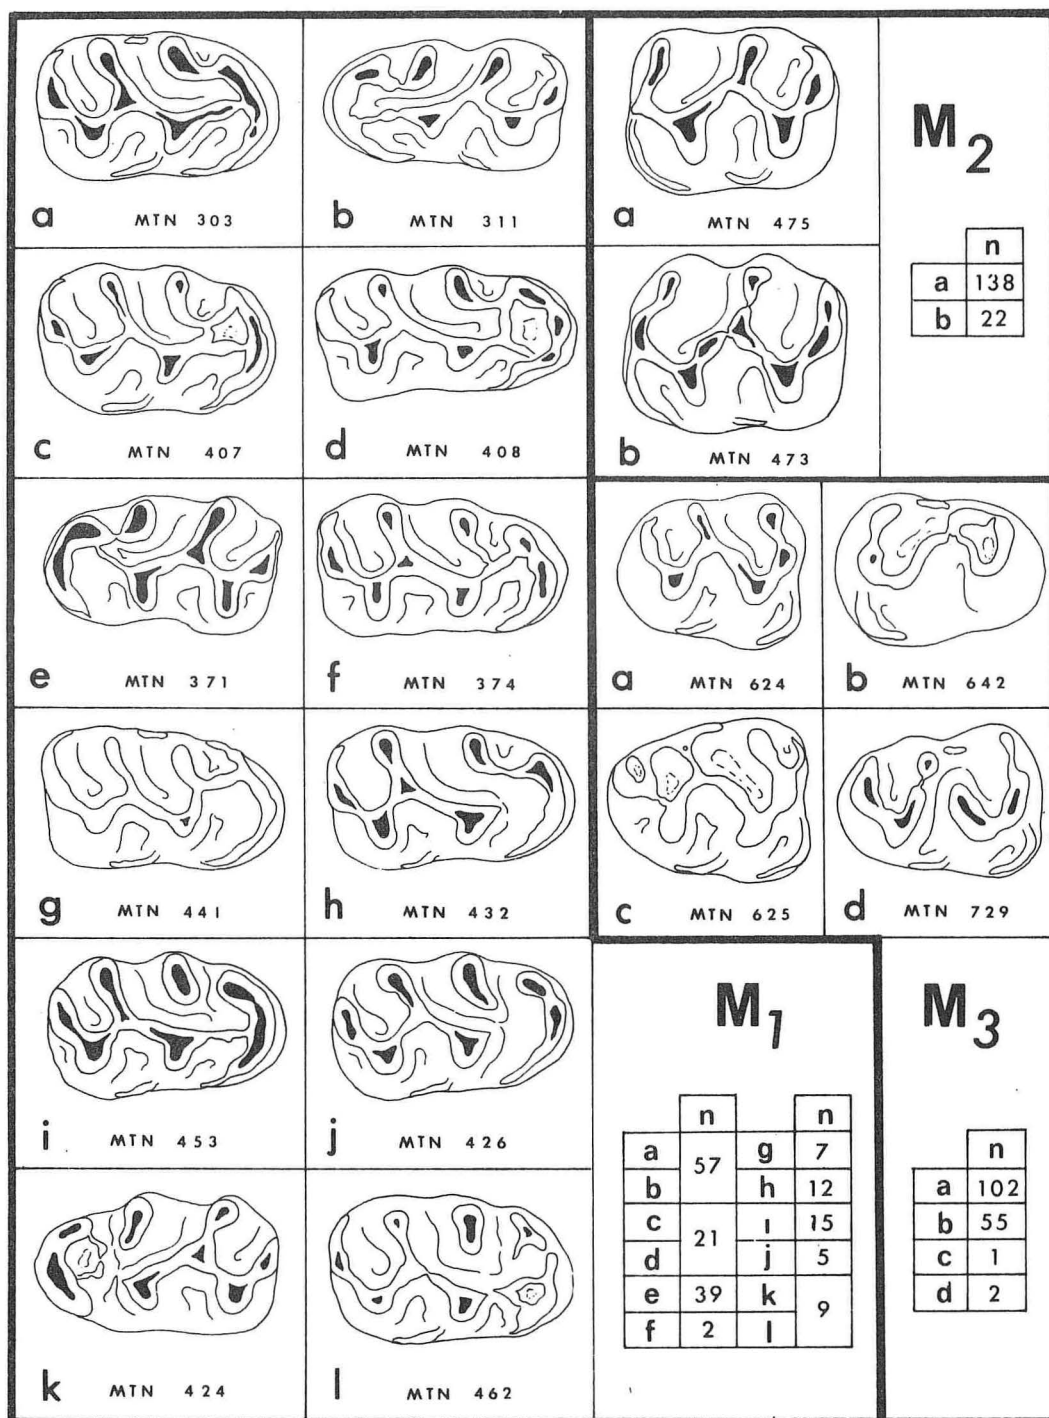 a MTN 303
b MTN 311
c MTN 407
d MTN 408
e MTN 371
f MTN 374
g MTN 441
h MTN 432
i MTN 453
j MTN 426
k MTN 424
l MTN 462
a MTN 475
b MTN 473
M2
n
a 138
b 22
a MTN 624
b MTN 642
c MTN 625
d MTN 729
M1
n n
a 57 g 7
b h 12
c 21 ı 15
d j 5
e 39 k 9
f 2 l
M3
n
a 102
b 55
c 1
d 2